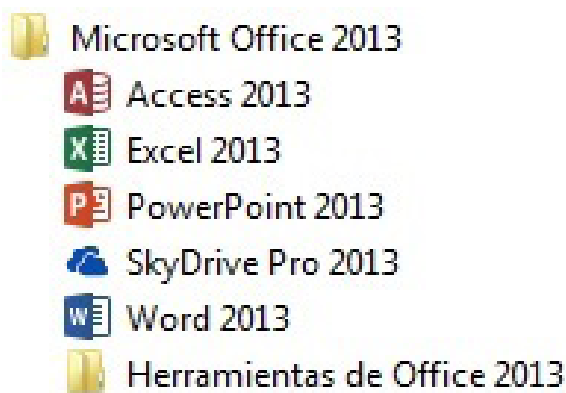 Microsoft Office 2013
Access 2013
Excel 2013
PowerPoint 2013
SkyDrive Pro 2013
Word 2013
Herramientas de Office 2013